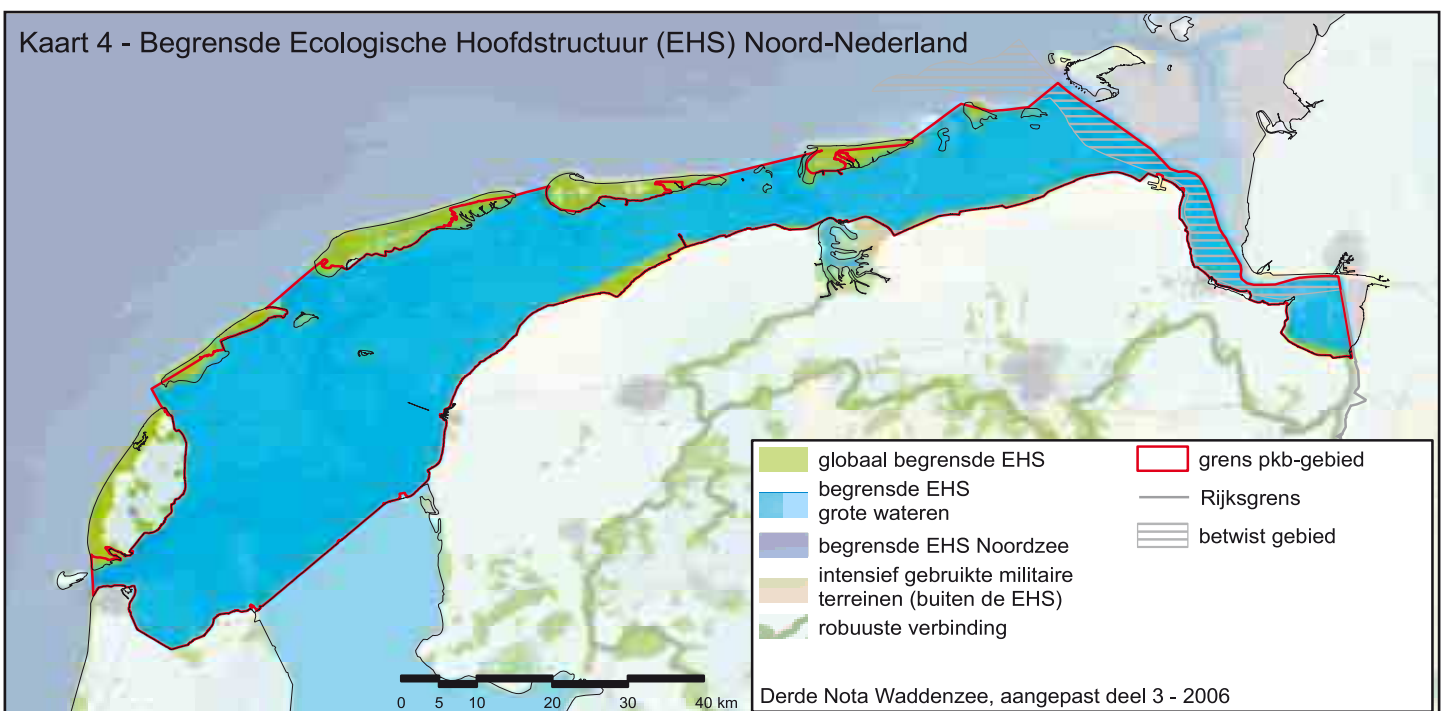 Kaart 4 - Begrensde Ecologische Hoofdstructuur (EHS) Noord-Nederland
globaal begrensde EHS
begrensde EHS
grote wateren
begrensde EHS Noordzee
intensief gebruikte militaire
terreinen (buiten de EHS)
robuuste verbinding
grens pkb-gebied
Rijksgrens
betwist gebied
Derde Nota Waddenzee, aangepast deel 3 - 2006
0 5 10 20 30 40 km